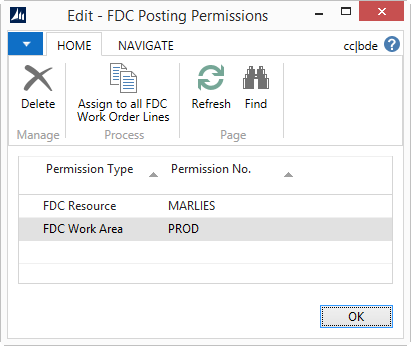 Edit - FDC Posting Permissions
HOME NAVIGATE cc|bde ?
Delete
Assign to all FDC
Work Order Lines
Refresh Find
Manage Process Page
Permission Type Permission No.
FDC Resource MARLIES
FDC Work Area PROD
OK